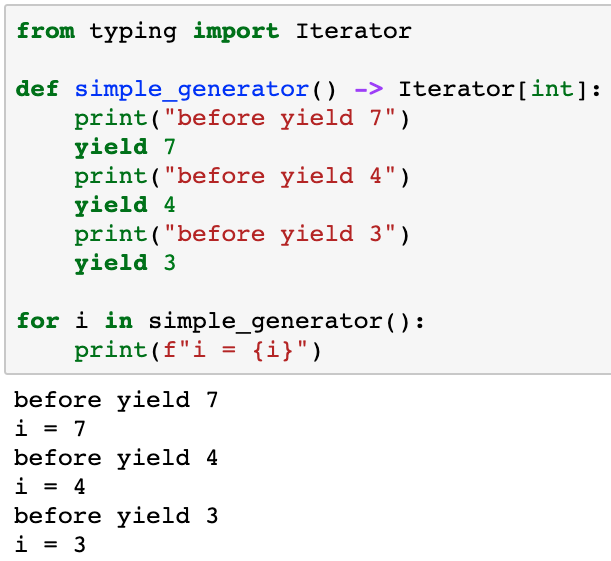 from typing import Iterator
def simple_generator() -> Iterator[int]:
    print("before yield 7")
    yield 7
    print("before yield 4")
    yield 4
    print("before yield 3")
    yield 3
for i in simple_generator():
    print(f"i = {i}")
before yield 7
i = 7
before yield 4
i = 4
before yield 3
i = 3